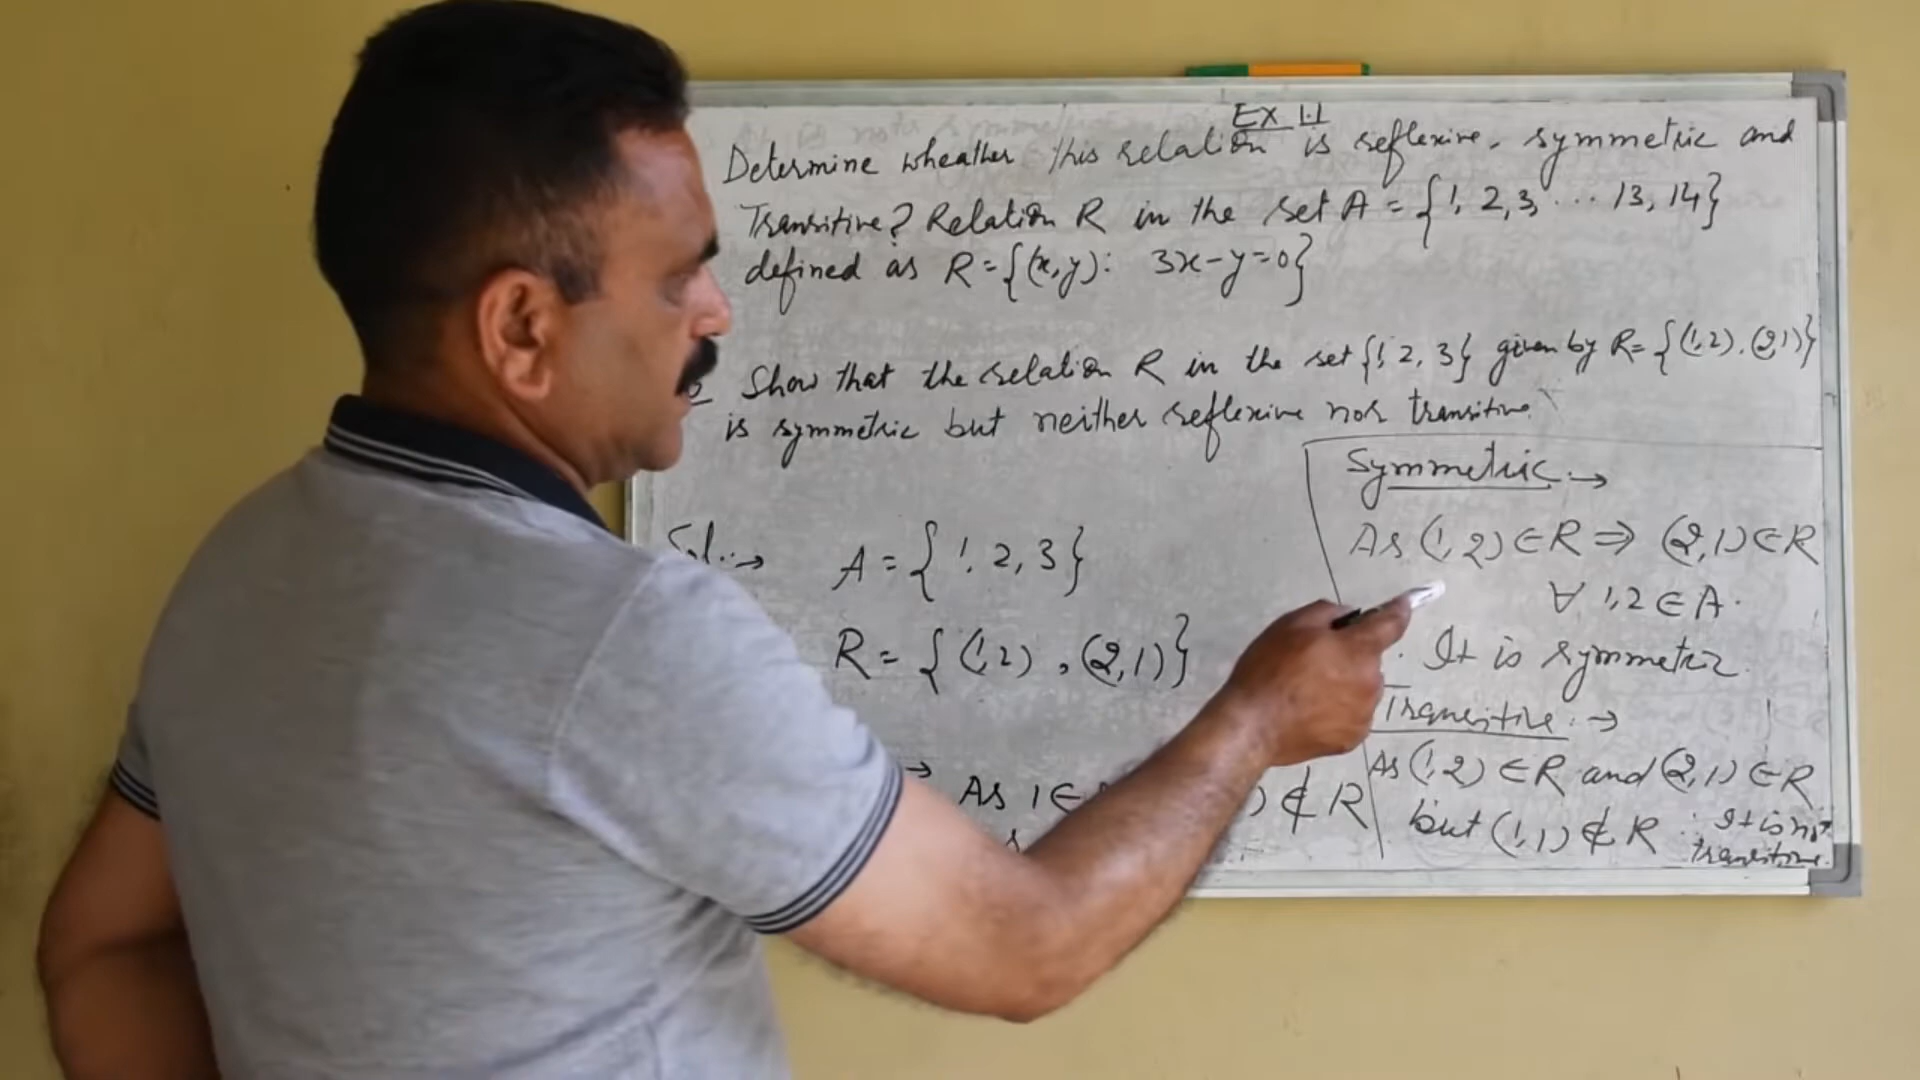 Ex 1.1
Determine wheather this relation is reflexive, symmetric and
Transitive? Relation R in the set A = {1, 2, 3, ... 13, 14}
defined as R = {(x,y): 3x-y=0}
Show that the relation R in the set {1, 2, 3} given by R = {(1,2), (2,1)}
is symmetric but neither reflexive nor transitive.
Sol:→ A = {1, 2, 3}
R = {(1,2), (2,1)}
→ As 1 ∈ ) ∉ R
Symmetric:→
As (1,2) ∈ R ⇒ (2,1) ∈ R
∀ 1,2 ∈ A.
It is symmetric
Transitive:→
As (1,2) ∈ R and (2,1) ∈ R
but (1,1) ∉ R ∴ It is not
transitive.